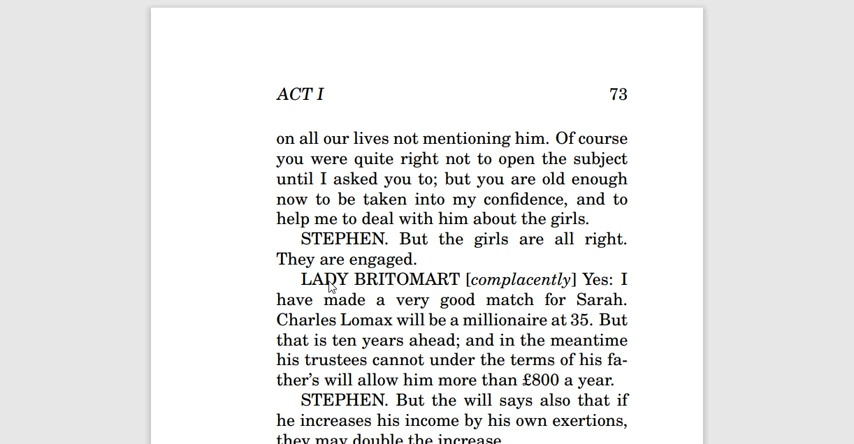 ACT I 73
on all our lives not mentioning him. Of course
you were quite right not to open the subject
until I asked you to; but you are old enough
now to be taken into my confidence, and to
help me to deal with him about the girls.
STEPHEN. But the girls are all right.
They are engaged.
LADY BRITOMART [complacently] Yes: I
have made a very good match for Sarah.
Charles Lomax will be a millionaire at 35. But
that is ten years ahead; and in the meantime
his trustees cannot under the terms of his fa-
ther’s will allow him more than £800 a year.
STEPHEN. But the will says also that if
he increases his income by his own exertions,
they may double the increase.